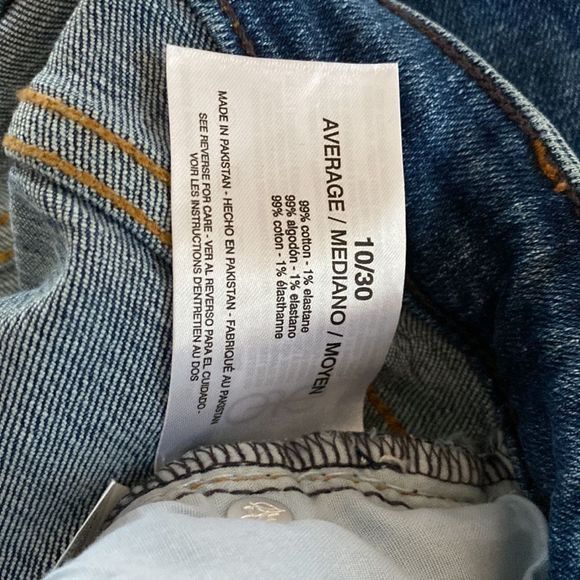 10/30
AVERAGE / MEDIANO / MOYEN
99% cotton - 1% elastane
99% algodón - 1% elastano
99% coton - 1% élasthanne
MADE IN PAKISTAN - HECHO EN PAKISTAN - FABRIQUÉ AU PAKISTAN
SEE REVERSE FOR CARE - VER AL REVERSO PARA EL CUIDADO -
VOIR LES INSTRUCTIONS D'ENTRETIEN AU DOS